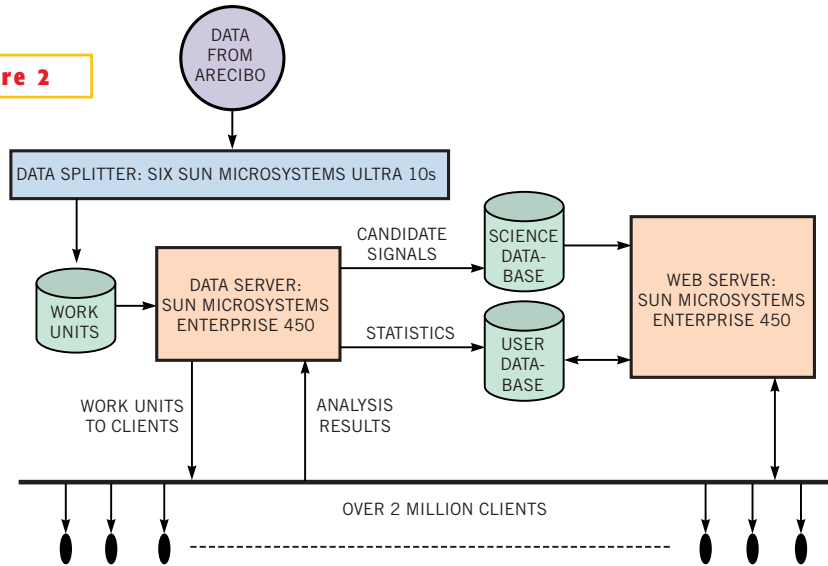 DATA
FROM
ARECIBO
re 2
DATA SPLITTER: SIX SUN MICROSYSTEMS ULTRA 10s
WORK
UNITS
DATA SERVER:
SUN MICROSYSTEMS
ENTERPRISE 450
CANDIDATE
SIGNALS
STATISTICS
SCIENCE
DATA-
BASE
USER
DATA-
BASE
WEB SERVER:
SUN MICROSYSTEMS
ENTERPRISE 450
WORK UNITS
TO CLIENTS
ANALYSIS
RESULTS
OVER 2 MILLION CLIENTS